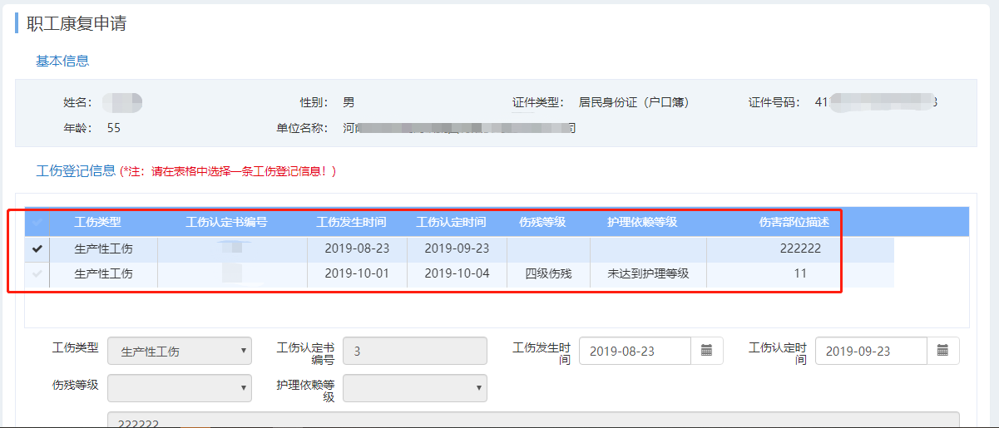 职工康复申请
基本信息
姓名： 性别： 男 证件类型： 居民身份证（户口簿） 证件号码： 41
年龄： 55 单位名称： 河南
工伤登记信息 (*注：请在表格中选择一条工伤登记信息！)
工伤类型 工伤认定书编号 工伤发生时间 工伤认定时间 伤残等级 护理依赖等级 伤害部位描述
生产性工伤 2019-08-23 2019-09-23 222222
生产性工伤 2019-10-01 2019-10-04 四级伤残 未达到护理等级 11
工伤类型 生产性工伤 工伤认定书编号 3 工伤发生时间 2019-08-23 工伤认定时间 2019-09-23
伤残等级 护理依赖等级
222222